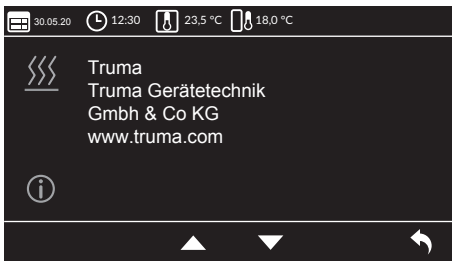 30.05.20 12:30 23,5 °C 18,0 °C
Truma
Truma Gerätetechnik
Gmbh & Co KG
www.truma.com